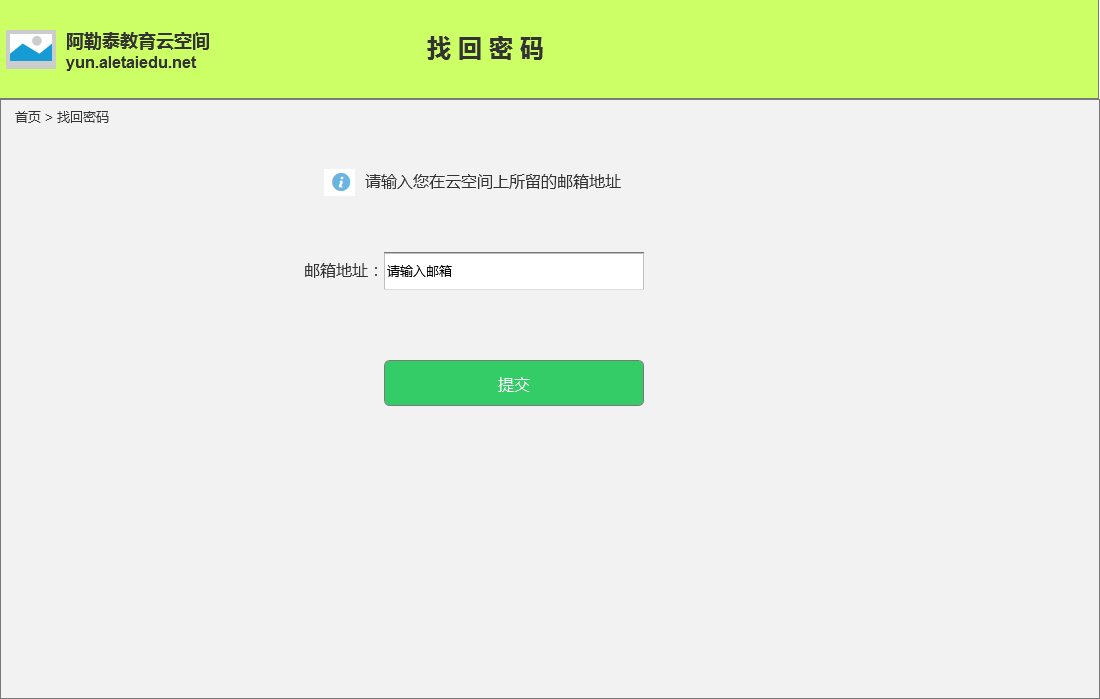 阿勒泰教育云空间
yun.aletaiedu.net
找 回 密 码
首页 > 找回密码
请输入您在云空间上所留的邮箱地址
邮箱地址：请输入邮箱
提交